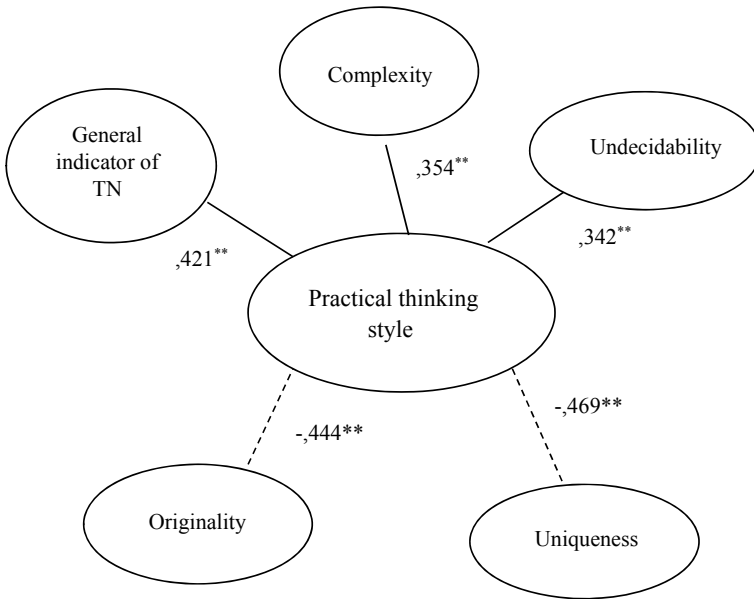 Complexity
General
indicator of
TN
Undecidability
,354**
,421**
,342**
Practical thinking
style
-,444**
-,469**
Originality
Uniqueness